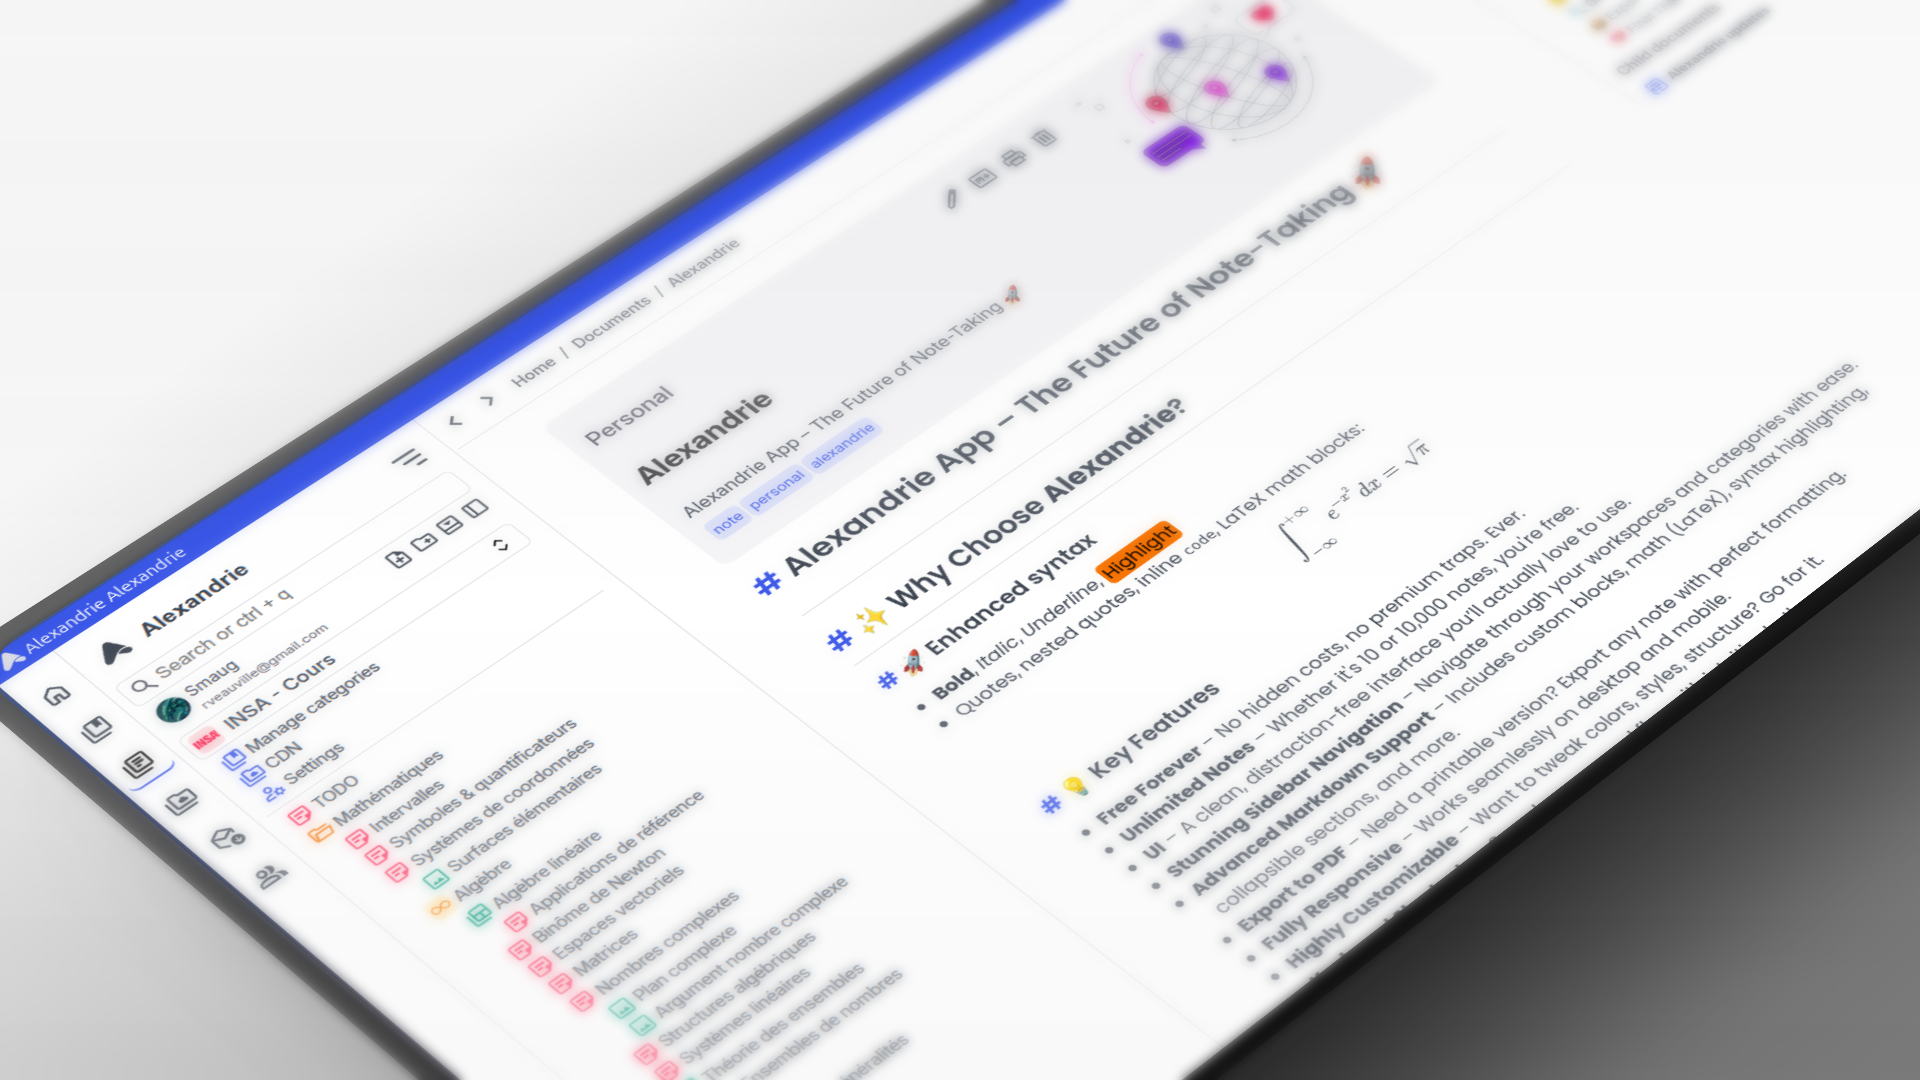 Alexandrie Alexandrie
Alexandrie
Search or ctrl + q
Smaug
rveauville@gmail.com
INSA
INSA - Cours
Manage categories
CDN
Settings
TODO
Mathématiques
Intervalles
Symboles & quantificateurs
Systèmes de coordonnées
Surfaces élémentaires
Algèbre
Algèbre linéaire
Applications de référence
Binôme de Newton
Espaces vectoriels
Matrices
Nombres complexes
Plan complexe
Argument nombre complexe
Structures algébriques
Systèmes linéaires
Théorie des ensembles
Ensembles de nombres
Home / Documents / Alexandrie
Personal
Alexandrie
Alexandrie App – The Future of Note-Taking 🚀
note personal alexandrie
# Alexandrie App – The Future of Note-Taking 🚀
# ✨ Why Choose Alexandrie?
# 🚀 Enhanced syntax
• Bold, Italic, Underline, Highlight
• Quotes, nested quotes, inline code, LaTeX math blocks:
∫₋∞⁺∞ e^(-x²) dx = √π
# 💡 Key Features
• Free Forever – No hidden costs, no premium traps. Ever.
• Unlimited Notes – Whether it's 10 or 10,000 notes, you're free.
• UI – A clean, distraction-free interface you'll actually love to use.
• Stunning Sidebar Navigation – Navigate through your workspaces and categories with ease.
• Advanced Markdown Support – Includes custom blocks, math (LaTeX), syntax highlighting,
collapsible sections, and more.
• Export to PDF – Need a printable version? Export any note with perfect formatting.
• Fully Responsive – Works seamlessly on desktop and mobile.
• Highly Customizable – Want to tweak colors, styles, structure? Go for it.
Child documents
Alexandrie updates